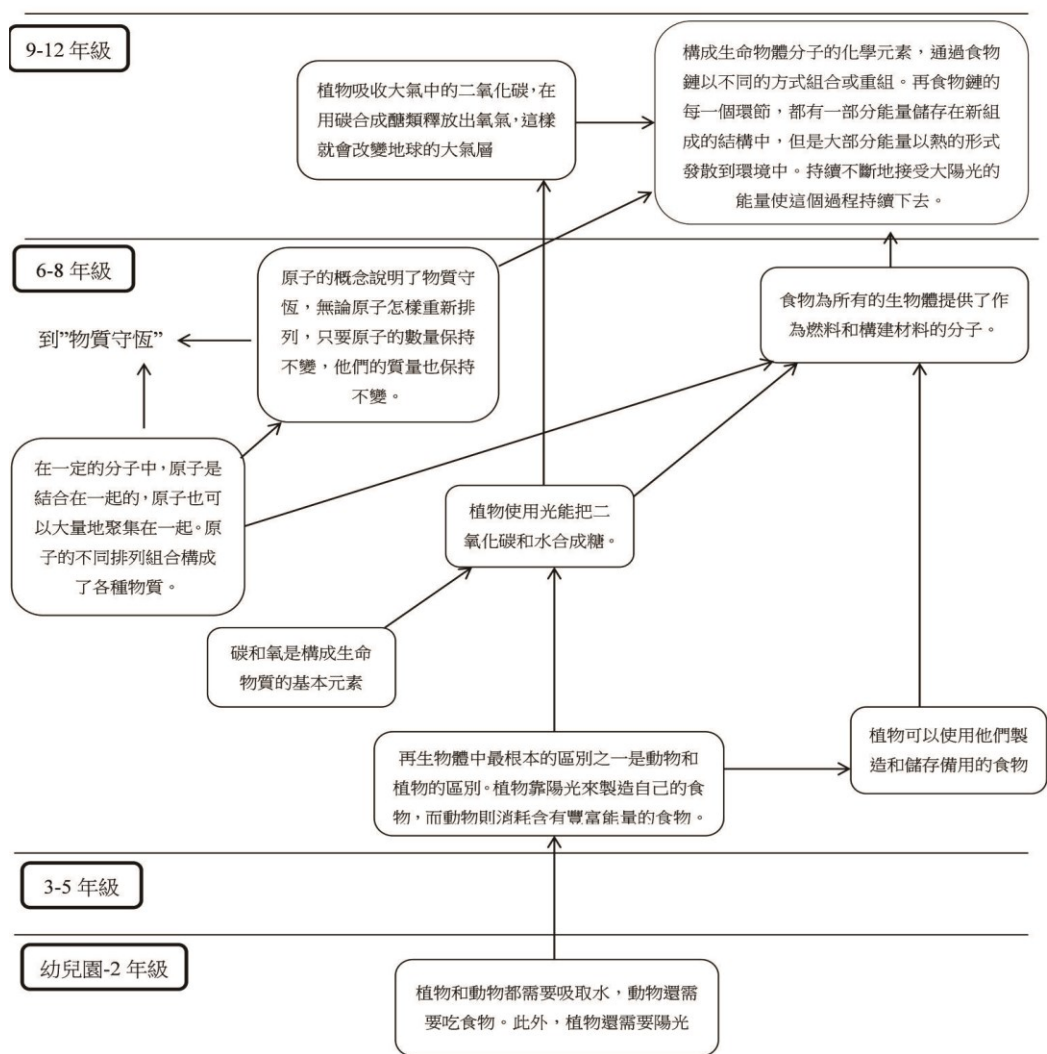 9-12 年級
植物吸收大氣中的二氧化碳,在
用碳合成醣類釋放出氧氣,這樣
就會改變地球的大氣層
構成生命物體分子的化學元素,通過食物
鏈以不同的方式組合或重組。再食物鏈的
每一個環節,都有一部分能量儲存在新組
成的結構中,但是大部分能量以熱的形式
發散到環境中。持續不斷地接受大陽光的
能量使這個過程持續下去。
6-8 年級
到”物質守恆”
原子的概念說明了物質守
恆,無論原子怎樣重新排
列,只要原子的數量保持
不變,他們的質量也保持
不變。
食物為所有的生物體提供了作
為燃料和構建材料的分子。
在一定的分子中,原子是
結合在一起的,原子也可
以大量地聚集在一起。原
子的不同排列組合構成
了各種物質。
植物使用光能把二
氧化碳和水合成糖。
碳和氧是構成生命
物質的基本元素
再生物體中最根本的區別之一是動物和
植物的區別。植物靠陽光來製造自己的食
物,而動物則消耗含有豐富能量的食物。
植物可以使用他們製
造和儲存備用的食物
3-5 年級
幼兒園-2 年級
植物和動物都需要吸取水,動物還需
要吃食物。此外,植物還需要陽光